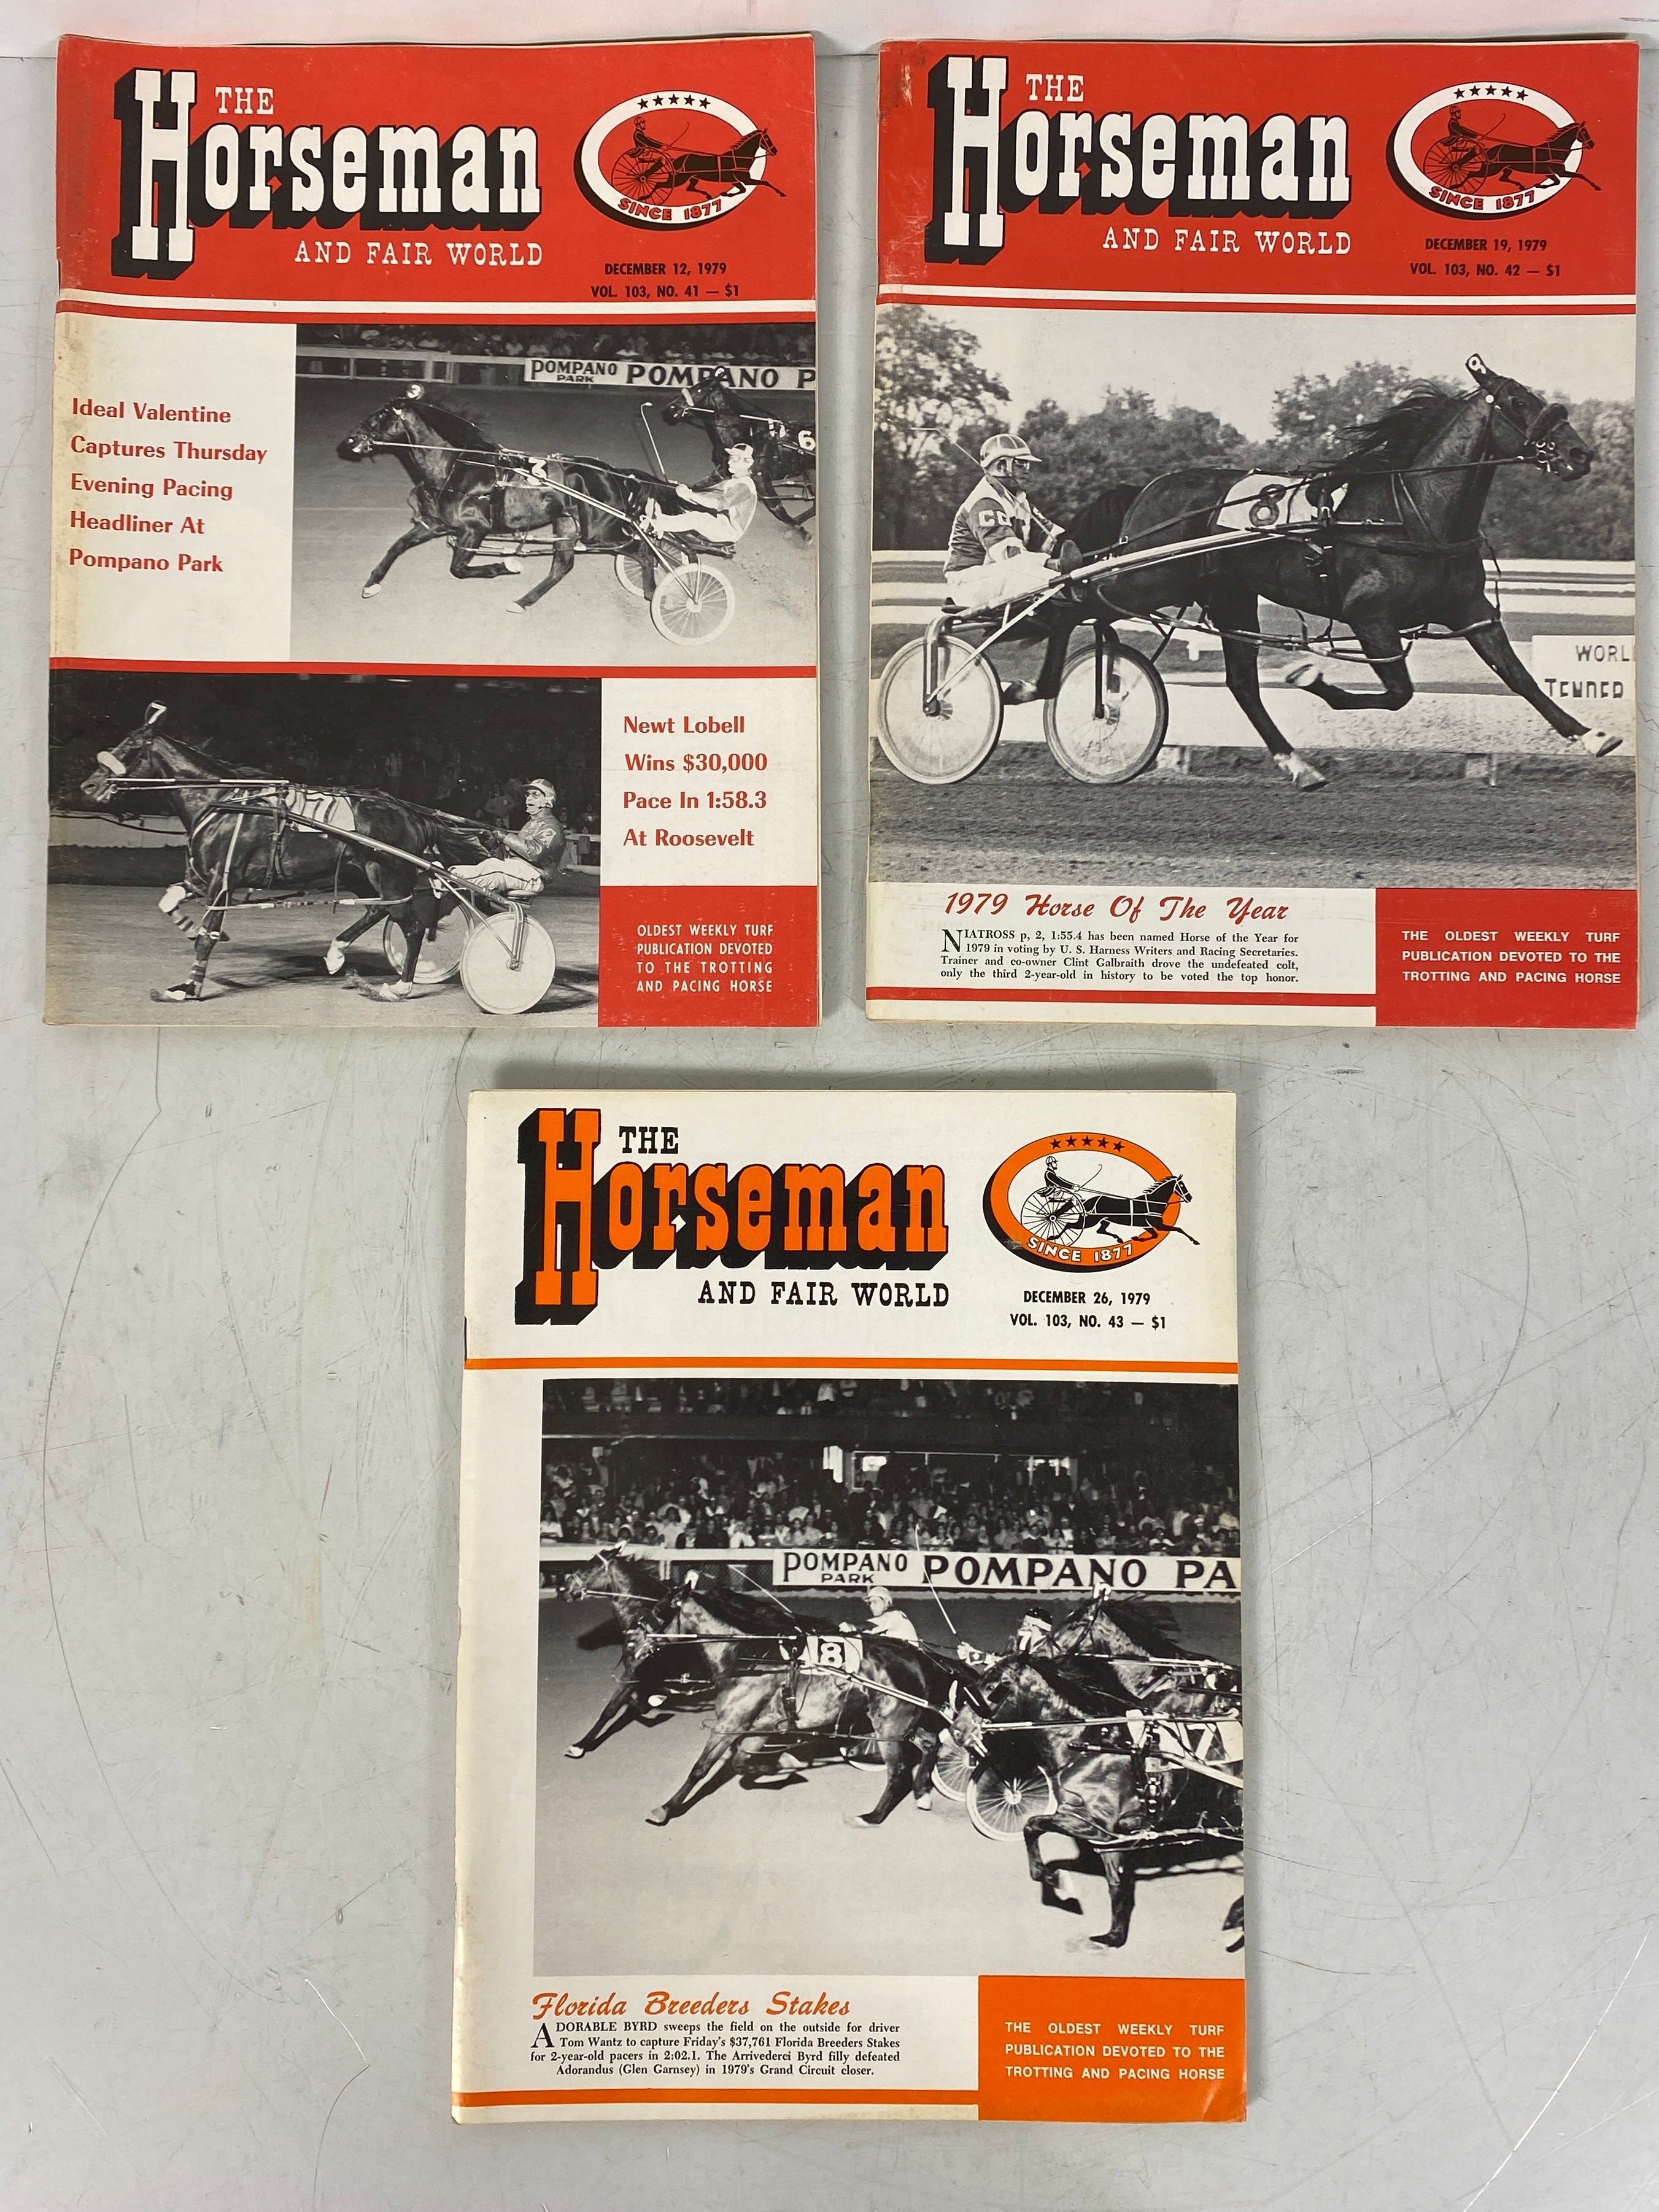 THE
Horseman
AND FAIR WORLD
SINCE 1877
DECEMBER 12, 1979
VOL. 103, NO. 41 — $1
Ideal Valentine
Captures Thursday
Evening Pacing
Headliner At
Pompano Park
POMPANO
PARK
POMPANO P
3
6
Newt Lobell
Wins $30,000
Pace In 1:58.3
At Roosevelt
OLDEST WEEKLY TURF
PUBLICATION DEVOTED
TO THE TROTTING
AND PACING HORSE
THE
Horseman
AND FAIR WORLD
SINCE 1877
DECEMBER 19, 1979
VOL. 103, NO. 42 — $1
8
8
WORL
1979 Horse Of The Year
NIATROSS p, 2, 1:55.4 has been named Horse of the Year for
1979 in voting by U. S. Harness Writers and Racing Secretaries.
Trainer and co-owner Clint Galbraith drove the undefeated colt,
only the third 2-year-old in history to be voted the top honor.
THE OLDEST WEEKLY TURF
PUBLICATION DEVOTED TO THE
TROTTING AND PACING HORSE
THE
Horseman
AND FAIR WORLD
SINCE 1877
DECEMBER 26, 1979
VOL. 103, NO. 43 — $1
POMPANO
PARK
POMPANO PA
8
7
Florida Breeders Stakes
ADORABLE BYRD sweeps the field on the outside for driver
Tom Wantz to capture Friday's $37,761 Florida Breeders Stakes
for 2-year-old pacers in 2:02.1. The Arrivederci Byrd filly defeated
Adorandus (Glen Garnsey) in 1979's Grand Circuit closer.
THE OLDEST WEEKLY TURF
PUBLICATION DEVOTED TO THE
TROTTING AND PACING HORSE